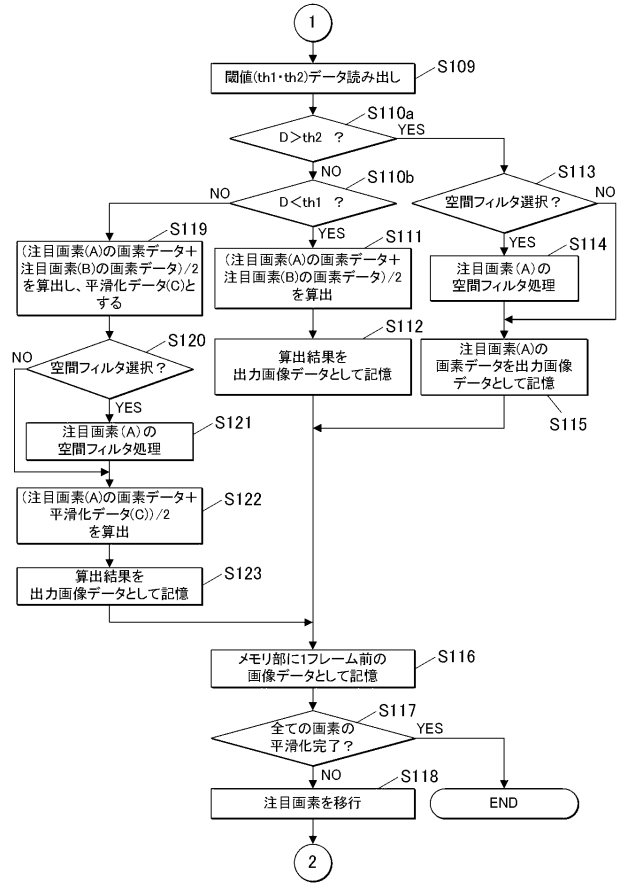 1
閾値(th1・th2)データ読み出し
S109
D＞th2 ？
S110a
YES
NO
D＜th1 ？
S110b
NO
YES
空間フィルタ選択？
S113
NO
YES
(注目画素(A)の画素データ＋
注目画素(B)の画素データ)/2
を算出し、平滑化データ(C)と
する
S119
(注目画素(A)の画素データ＋
注目画素(B)の画素データ)/2
を算出
S111
注目画素(A)の
空間フィルタ処理
S114
空間フィルタ選択？
S120
NO
YES
算出結果を
出力画像データとして記憶
S112
注目画素(A)の
画素データを出力画像
データとして記憶
S115
注目画素(A)の
空間フィルタ処理
S121
(注目画素(A)の画素データ＋
平滑化データ(C))/2
を算出
S122
算出結果を
出力画像データとして記憶
S123
メモリ部に1フレーム前の
画像データとして記憶
S116
全ての画素の
平滑化完了？
S117
YES
NO
注目画素を移行
S118
END
2